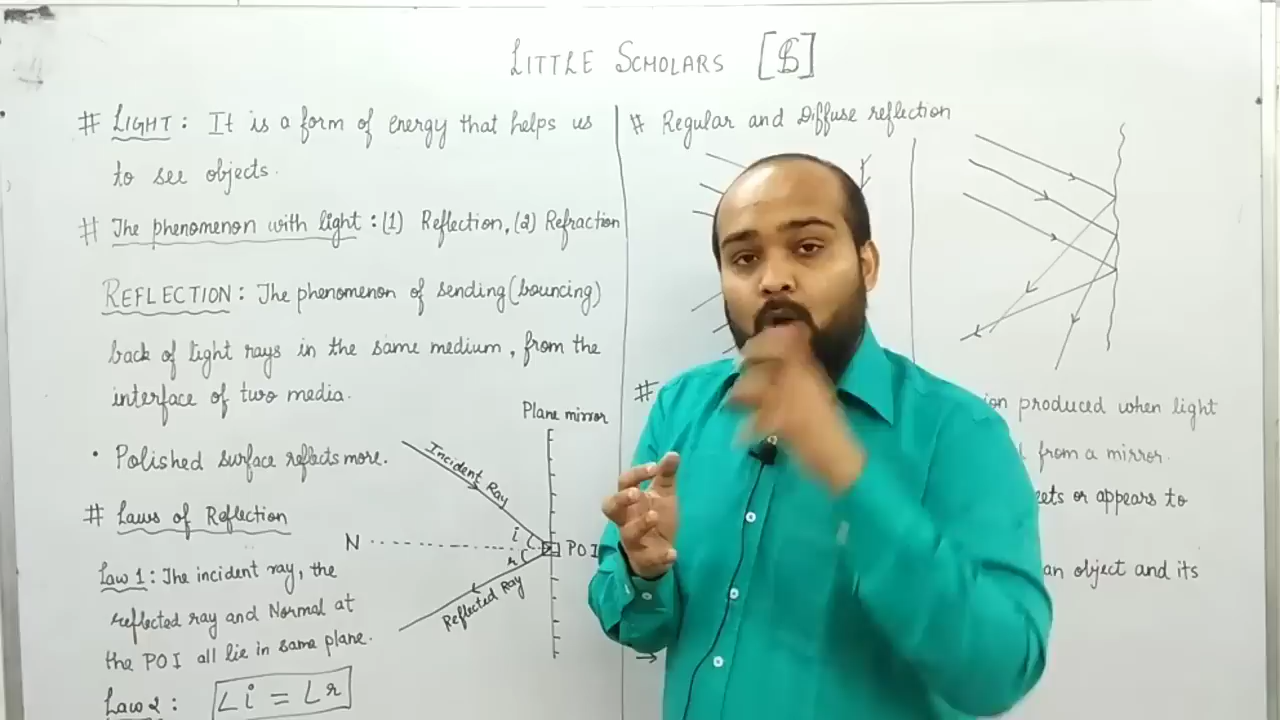 LITTLE SCHOLARS [LS]
# LIGHT: It is a form of energy that helps us
to see objects.
# The phenomenon with light: (1) Reflection, (2) Refraction
REFLECTION: The phenomenon of sending (bouncing)
back of light rays in the same medium, from the
interface of two media.
• Polished surface reflects more.
# Laws of Reflection
Law 1: The incident ray, the
reflected ray and Normal at
the POI all lie in same plane.
Law 2: ∠i = ∠r
Plane mirror
Incident Ray
N
i
r
POI
Reflected Ray
# Regular and Diffuse reflection
#
produced when light
from a mirror.
or appears to
an object and its